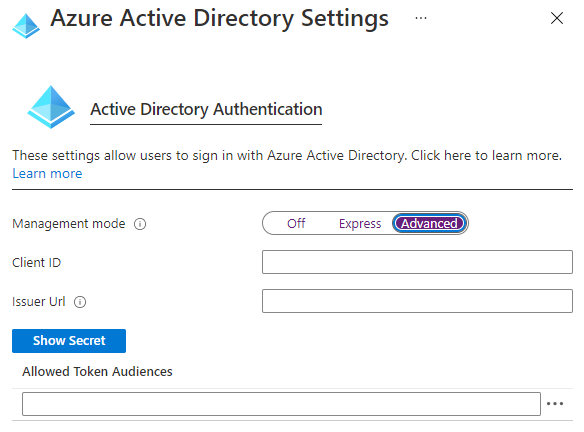 Azure Active Directory Settings ...
Active Directory Authentication
These settings allow users to sign in with Azure Active Directory. Click here to learn more.
Learn more
Management mode
Off Express Advanced
Client ID
Issuer Url
Show Secret
Allowed Token Audiences